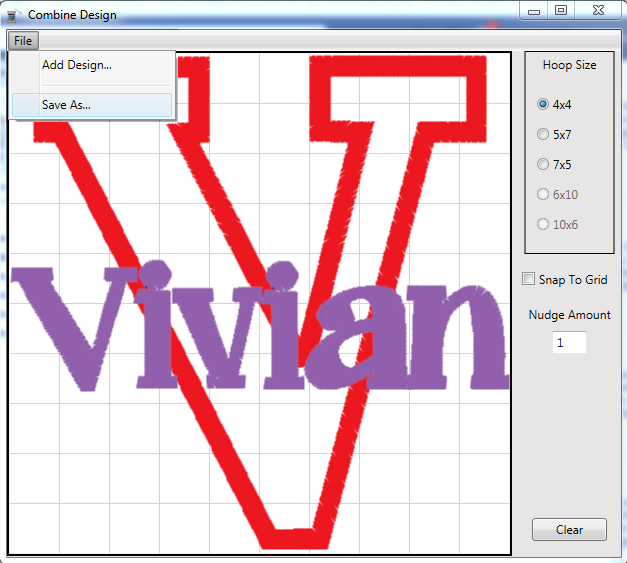 Combine Design
File
Add Design...
Save As...
V
Vivian
Hoop Size
4x4
5x7
7x5
6x10
10x6
Snap To Grid
Nudge Amount
1
Clear